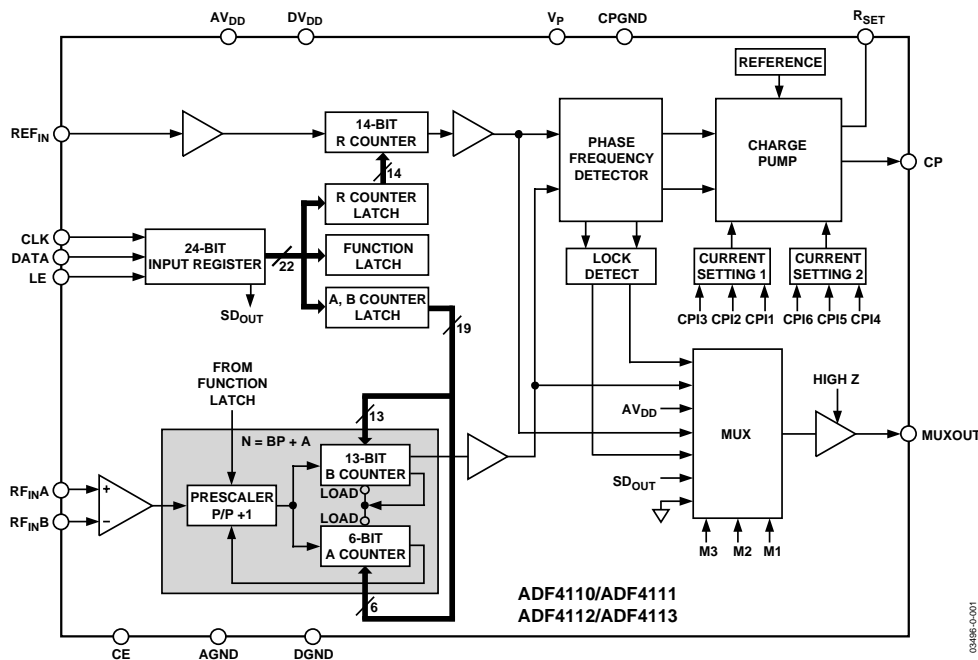 AVDD
DVDD
VP
CPGND
RSET
REFERENCE
REFIN
14-BIT
R COUNTER
PHASE
FREQUENCY
DETECTOR
CHARGE
PUMP
CP
14
R COUNTER
LATCH
CLK
DATA
LE
24-BIT
INPUT REGISTER
22
FUNCTION
LATCH
LOCK
DETECT
CURRENT
SETTING 1
CURRENT
SETTING 2
SDOUT
A, B COUNTER
LATCH
19
CPI3 CPI2 CPI1
CPI6 CPI5 CPI4
FROM
FUNCTION
LATCH
HIGH Z
13
AVDD
MUX
MUXOUT
N = BP + A
13-BIT
B COUNTER
RFINA
RFINB
+
−
PRESCALER
P/P +1
LOAD
LOAD
SDOUT
6-BIT
A COUNTER
M3 M2 M1
6
ADF4110/ADF4111
ADF4112/ADF4113
CE
AGND
DGND
03496-0-001